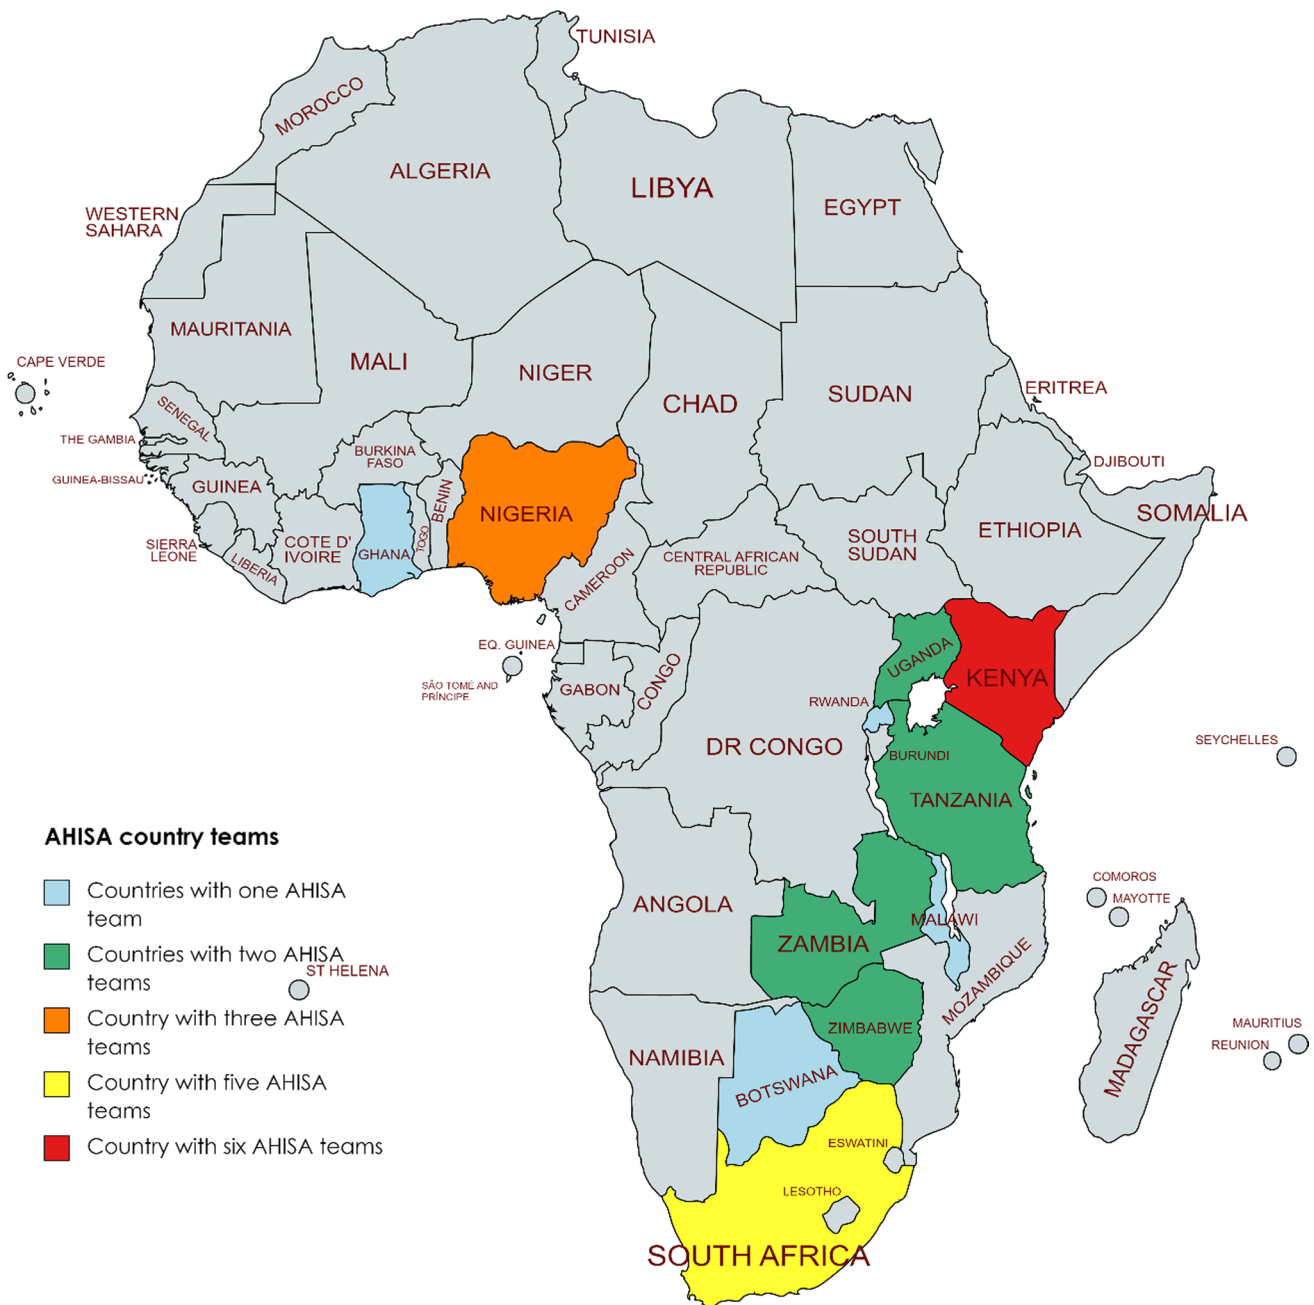 TUNISIA
MOROCCO
ALGERIA
LIBYA
EGYPT
WESTERN
SAHARA
MAURITANIA
MALI
NIGER
CHAD
SUDAN
ERITREA
CAPE VERDE
SENEGAL
THE GAMBIA
BURKINA
FASO
DJIBOUTI
GUINEA-BISSAU
GUINEA
BENIN
NIGERIA
SOMALIA
ETHIOPIA
SOUTH
SUDAN
SIERRA
LEONE
LIBERIA
COTE D'
IVOIRE
GHANA
TOGO
CAMEROON
CENTRAL AFRICAN
REPUBLIC
EQ. GUINEA
SÃO TOMÉ AND
PRÍNCIPE
GABON
CONGO
UGANDA
KENYA
RWANDA
DR CONGO
BURUNDI
SEYCHELLES
TANZANIA
AHISA country teams
Countries with one AHISA
team
Countries with two AHISA
teams
Country with three AHISA
teams
Country with five AHISA
teams
Country with six AHISA teams
ST HELENA
ANGOLA
ZAMBIA
MALAWI
COMOROS
MAYOTTE
MOZAMBIQUE
MADAGASCAR
ZIMBABWE
MAURITIUS
REUNION
NAMIBIA
BOTSWANA
ESWATINI
LESOTHO
SOUTH AFRICA